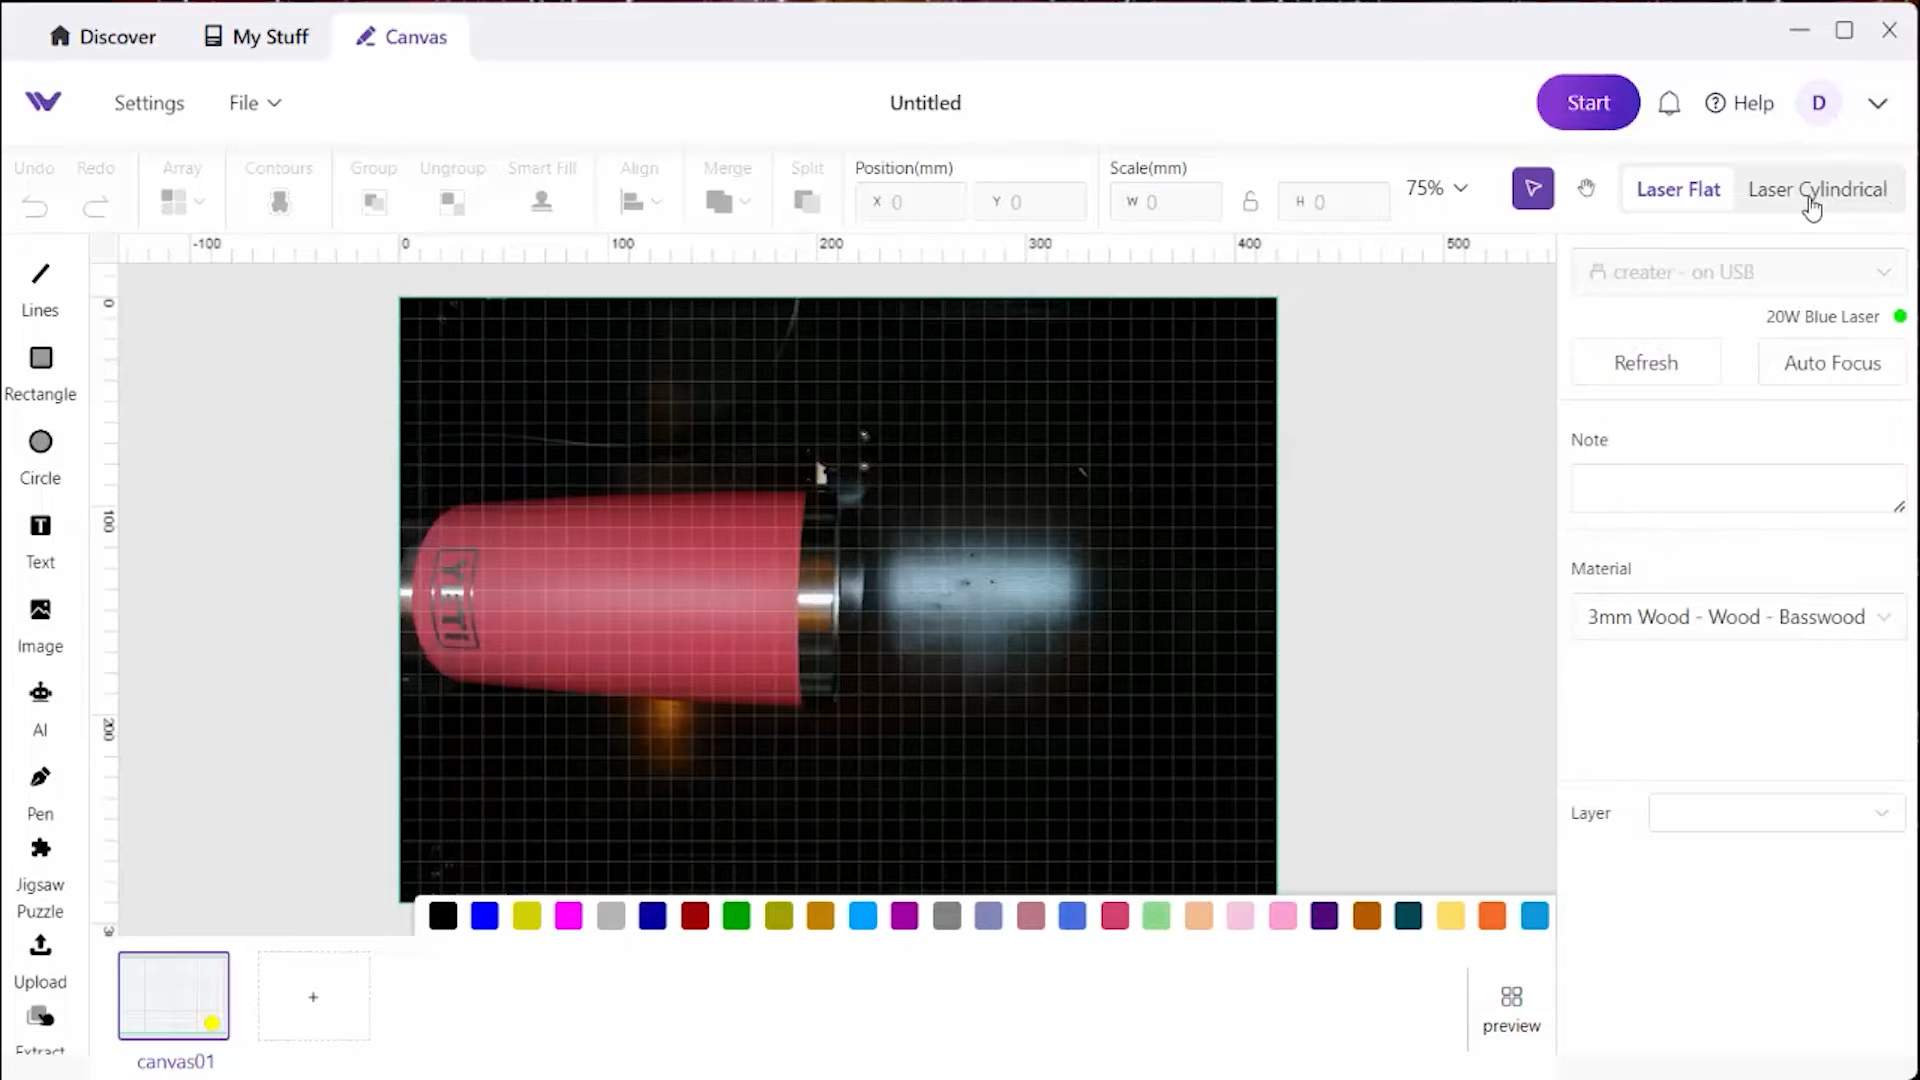 Discover
My Stuff
Canvas
Settings
File
Untitled
Start
Help
D
Undo
Redo
Array
Contours
Group
Ungroup
Smart Fill
Align
Merge
Split
Position(mm)
X 0
Y 0
Scale(mm)
W 0
H 0
75%
Laser Flat
Laser Cylindrical
-100 0 100 200 300 400 500
0
100
200
3
Lines
Rectangle
Circle
T
Text
Image
AI
Pen
Jigsaw
Puzzle
Upload
Extract
YETI
creater - on USB
20W Blue Laser
Refresh
Auto Focus
Note
Material
3mm Wood - Wood - Basswood
Layer
+
canvas01
preview